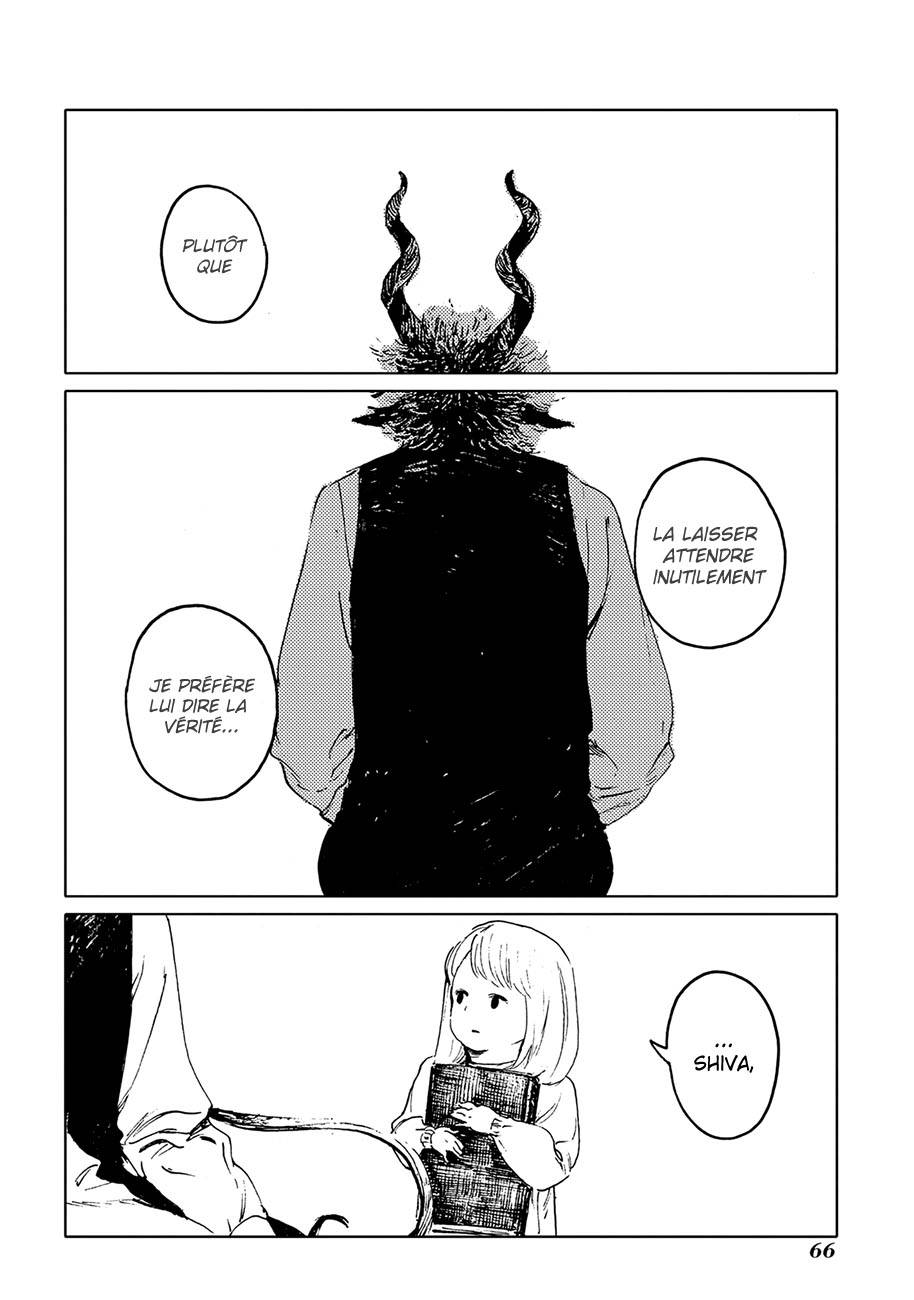 PLUTÔT
QUE
LA LAISSER
ATTENDRE
INUTILEMENT
JE PRÉFÈRE
LUI DIRE LA
VÉRITÉ...
...
SHIVA,
66